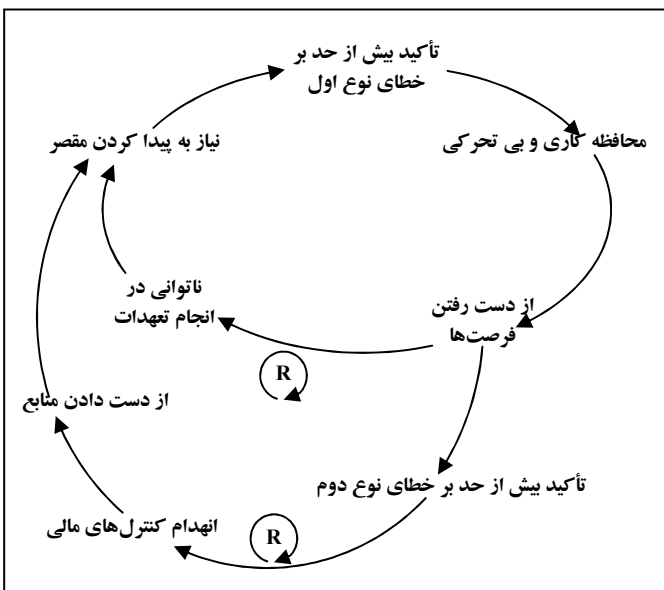 تأکید بیش از حد بر
خطای نوع اول
نیاز به پیدا کردن مقصر
محافظه کاری و بی تحرکی
ناتوانی در
انجام تعهدات
از دست رفتن
فرصت‌ها
R
از دست دادن منابع
تأکید بیش از حد بر خطای نوع دوم
انهدام کنترل‌های مالی
R